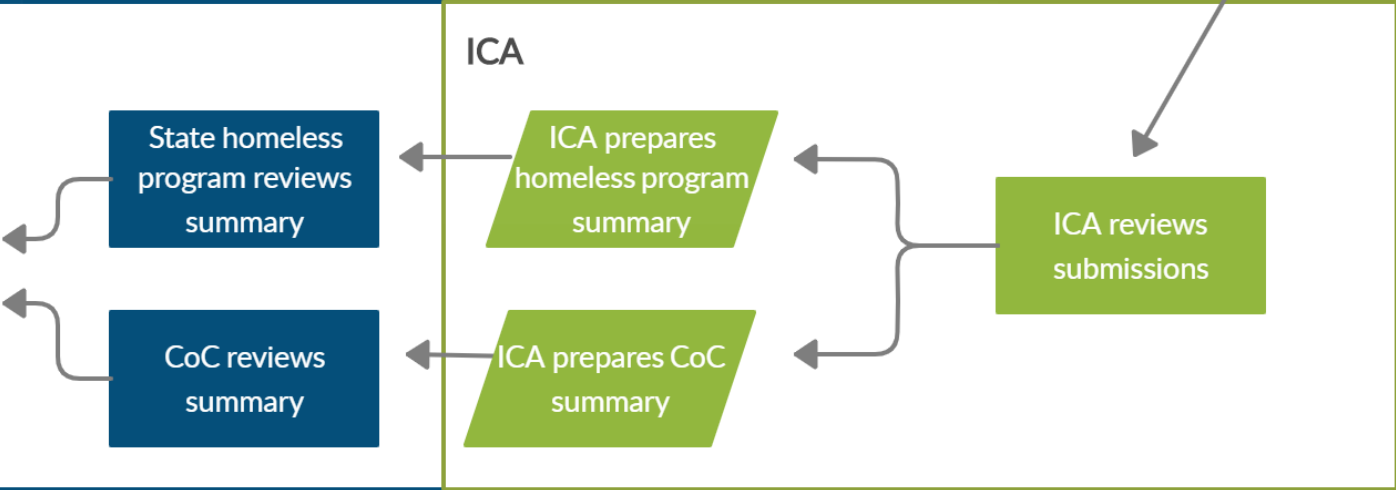 ICA
State homeless
program reviews
summary
ICA prepares
homeless program
summary
ICA reviews
submissions
CoC reviews
summary
ICA prepares CoC
summary